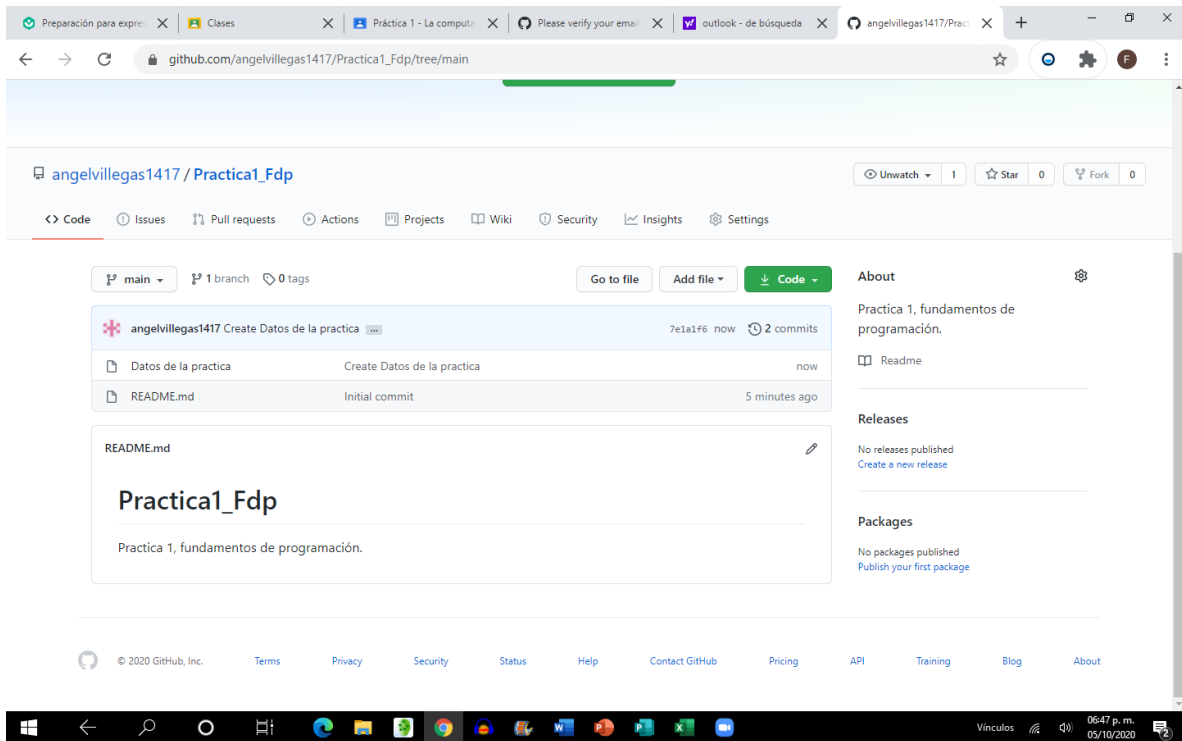 Preparación para expres
Clases
Práctica 1 - La computa
Please verify your email
outlook - de búsqueda
angelvillegas1417/Pract
github.com/angelvillegas1417/Practica1_Fdp/tree/main
F
angelvillegas1417 / Practica1_Fdp
Unwatch 1
Star 0
Fork 0
<> Code
Issues
Pull requests
Actions
Projects
Wiki
Security
Insights
Settings
main
1 branch
0 tags
Go to file
Add file
Code
angelvillegas1417 Create Datos de la practica ...
7e1a1f6 now 2 commits
Datos de la practica Create Datos de la practica now
README.md Initial commit 5 minutes ago
README.md
Practica1_Fdp
Practica 1, fundamentos de programación.
About
Practica 1, fundamentos de
programación.
Readme
Releases
No releases published
Create a new release
Packages
No packages published
Publish your first package
© 2020 GitHub, Inc. Terms Privacy Security Status Help Contact GitHub Pricing API Training Blog About
Vínculos
06:47 p. m.
05/10/2020
2